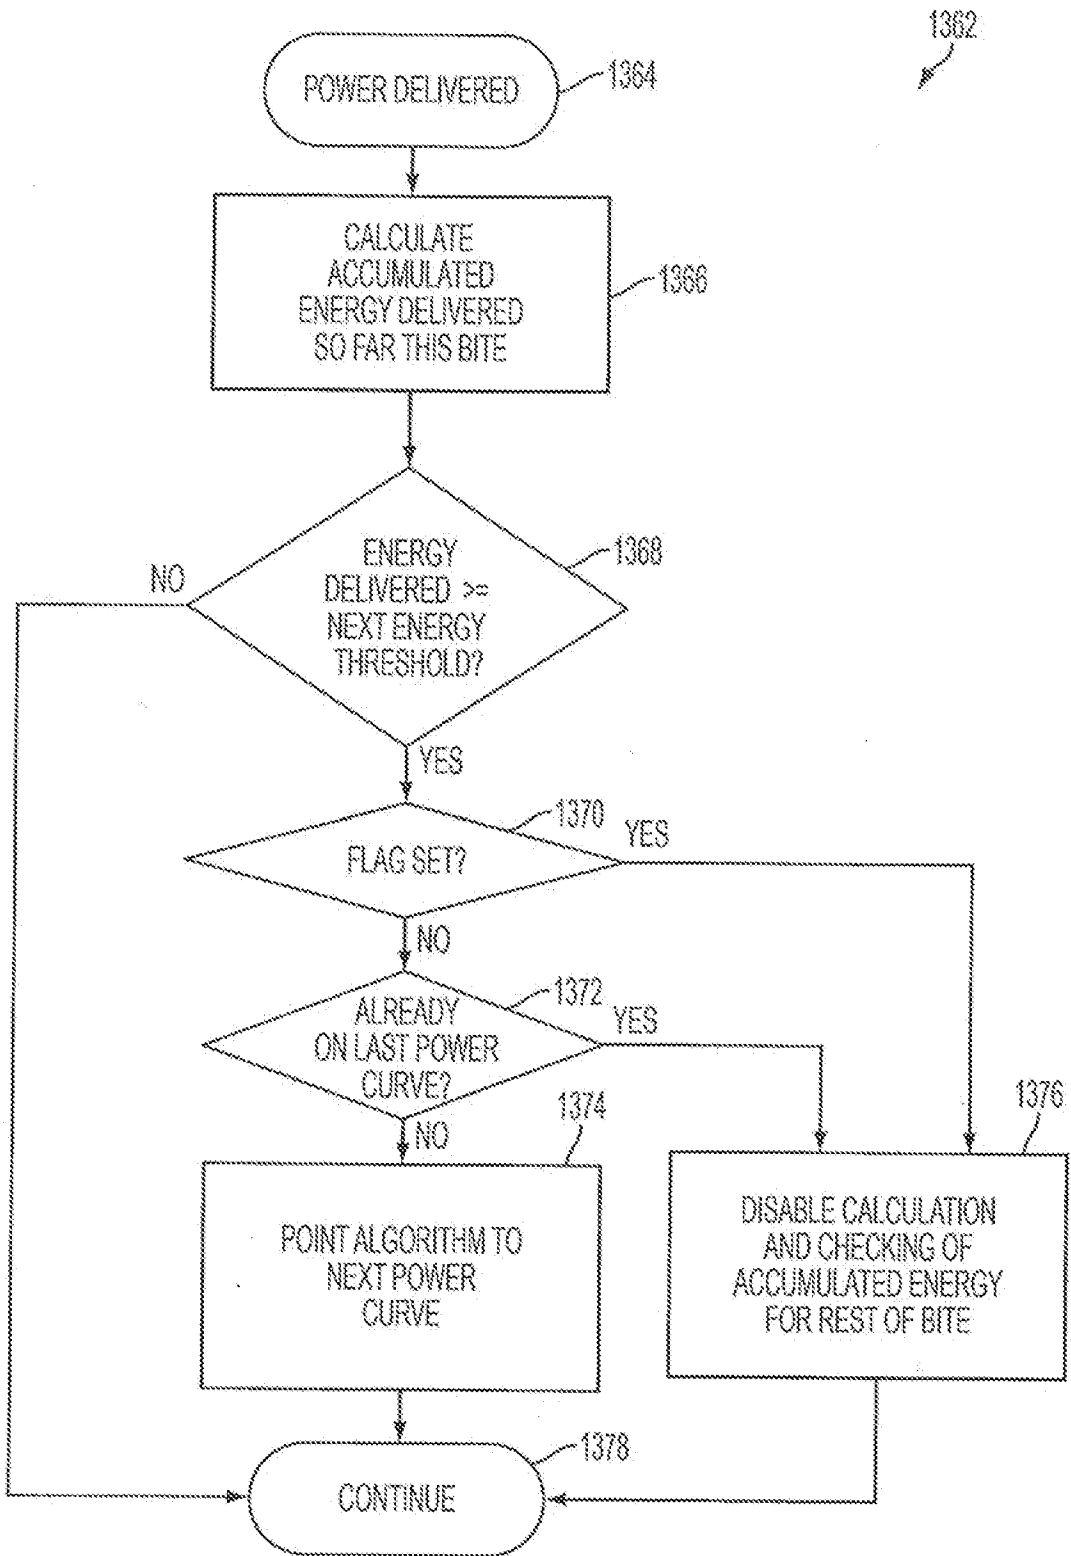 1362
POWER DELIVERED
1364
CALCULATE
ACCUMULATED
ENERGY DELIVERED
SO FAR THIS BITE
1366
ENERGY
DELIVERED >=
NEXT ENERGY
THRESHOLD?
1368
NO
YES
FLAG SET?
1370
YES
NO
ALREADY
ON LAST POWER
CURVE?
1372
YES
NO
1374
POINT ALGORITHM TO
NEXT POWER
CURVE
1376
DISABLE CALCULATION
AND CHECKING OF
ACCUMULATED ENERGY
FOR REST OF BITE
CONTINUE
1378